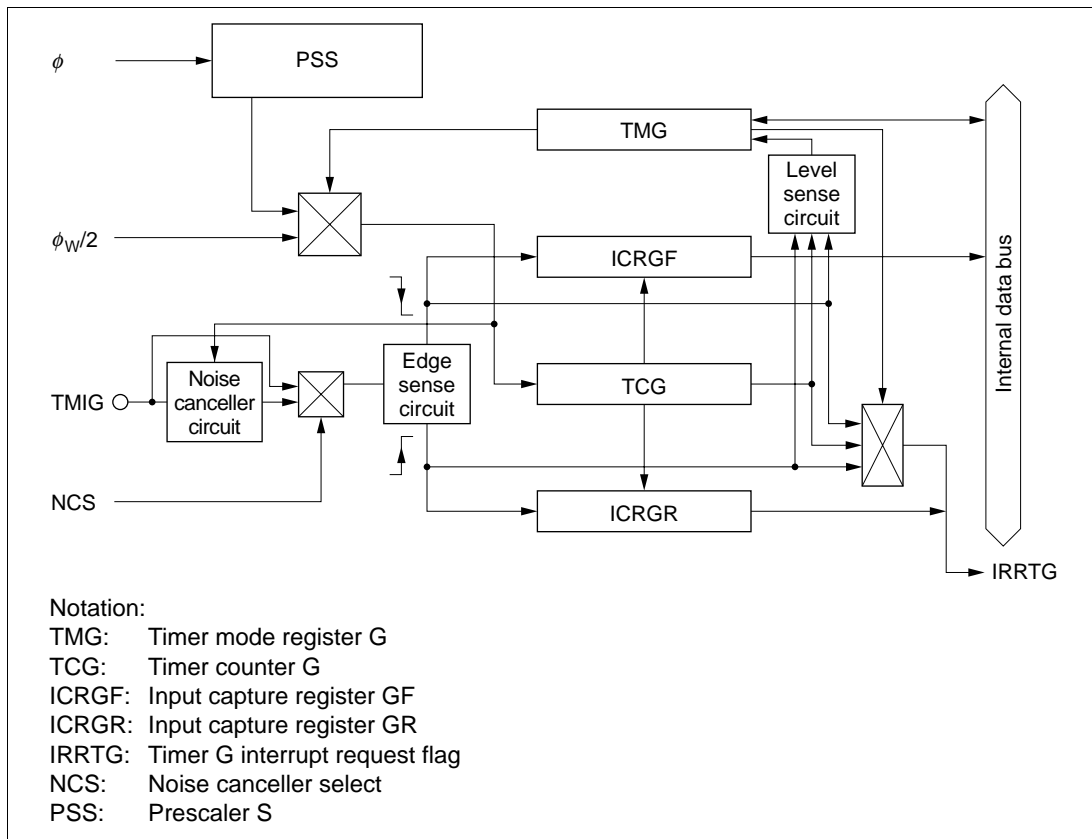 ϕ
PSS
TMG
Level
sense
circuit
ϕW/2
ICRGF
Internal data bus
TMIG
Noise
canceller
circuit
Edge
sense
circuit
TCG
NCS
ICRGR
IRRTG
Notation:
TMG: Timer mode register G
TCG: Timer counter G
ICRGF: Input capture register GF
ICRGR: Input capture register GR
IRRTG: Timer G interrupt request flag
NCS: Noise canceller select
PSS: Prescaler S